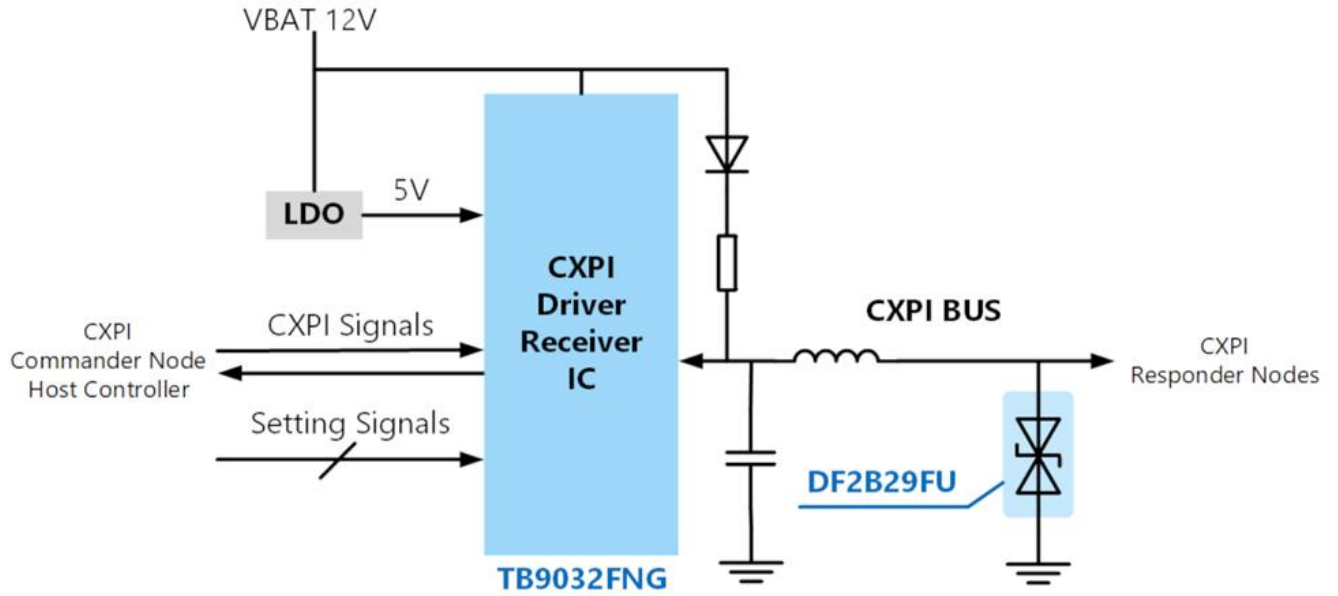 VBAT 12V
LDO
5V
CXPI
Driver
Receiver
IC
CXPI BUS
CXPI Signals
CXPI
Commander Node
Host Controller
CXPI
Responder Nodes
Setting Signals
DF2B29FU
TB9032FNG